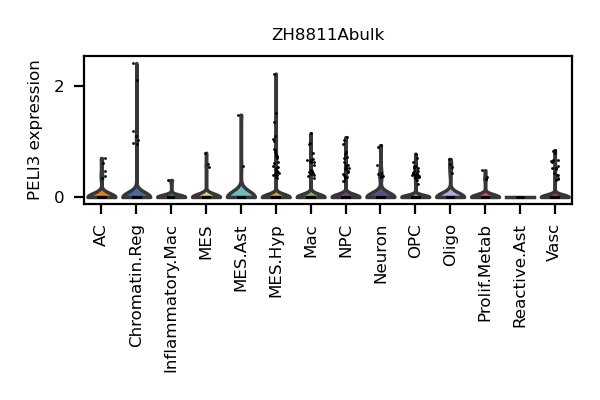 ZH8811Abulk
PELI3 expression
2
0
AC
Chromatin.Reg
Inflammatory.Mac
MES
MES.Ast
MES.Hyp
Mac
NPC
Neuron
OPC
Oligo
Prolif.Metab
Reactive.Ast
Vasc